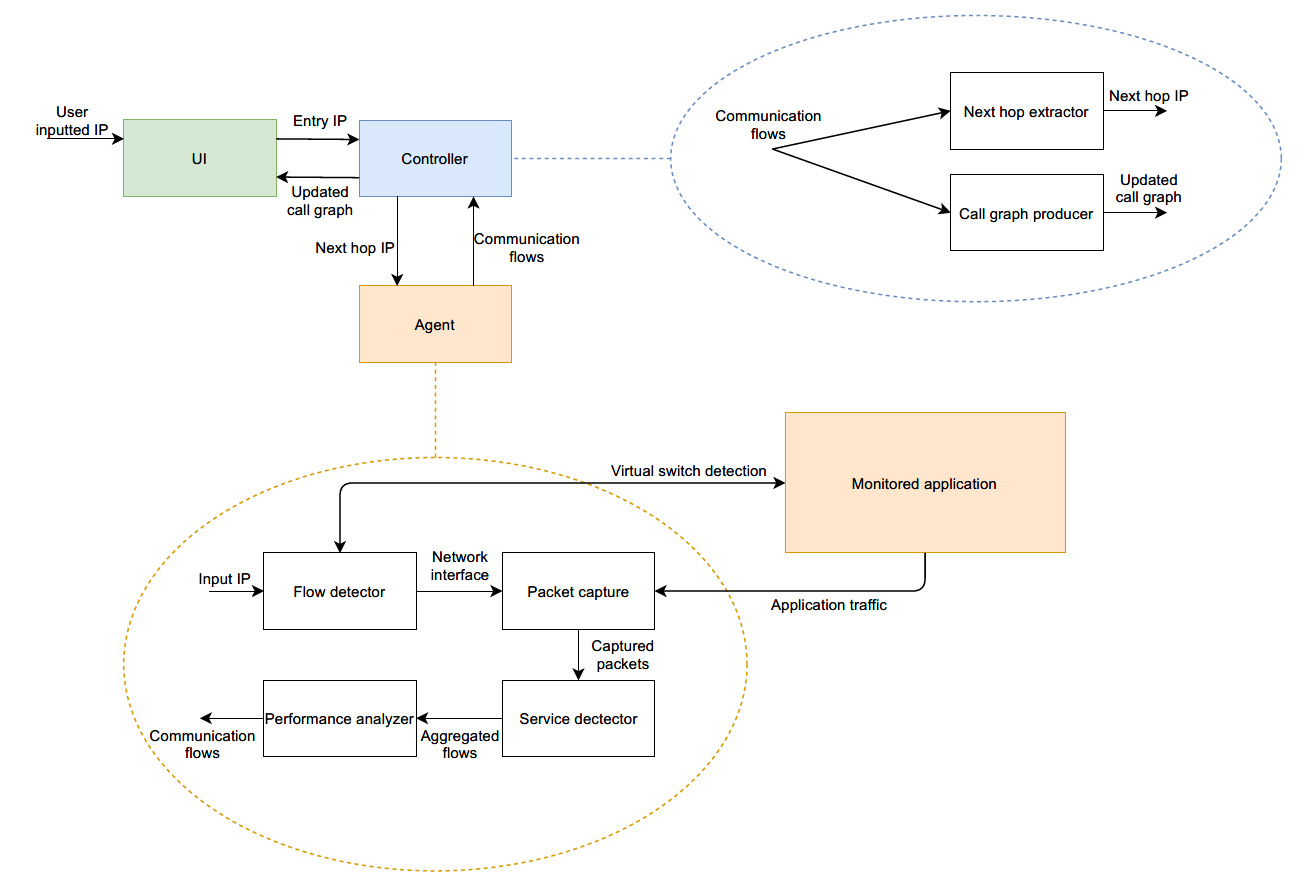 User
inputted IP
UI
Entry IP
Updated
call graph
Controller
Next hop IP
Communication
flows
Agent
Communication
flows
Next hop extractor
Next hop IP
Call graph producer
Updated
call graph
Virtual switch detection
Monitored application
Input IP
Flow detector
Network
interface
Packet capture
Application traffic
Captured
packets
Service dectector
Aggregated
flows
Performance analyzer
Communication
flows